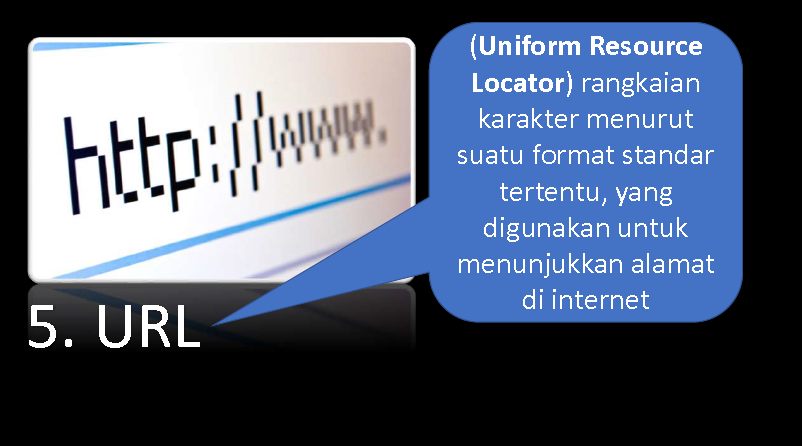 http://www.
(Uniform Resource
Locator) rangkaian
karakter menurut
suatu format standar
tertentu, yang
digunakan untuk
menunjukkan alamat
di internet
5. URL